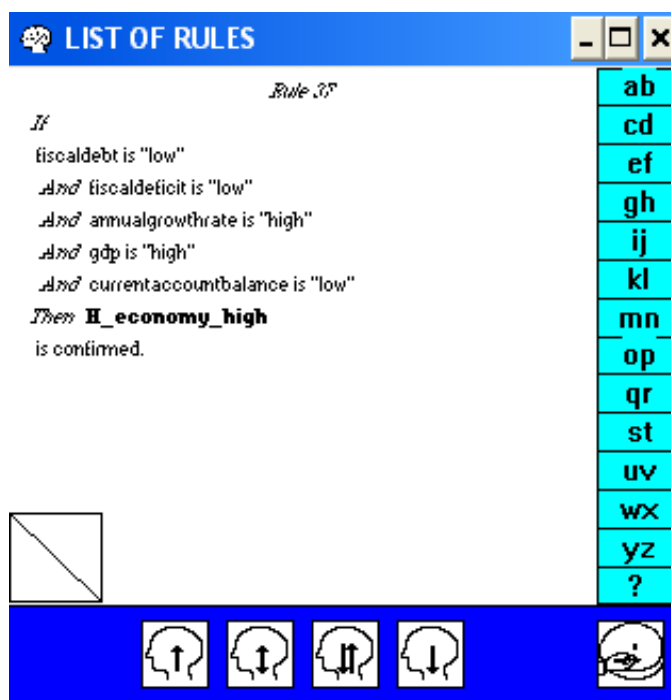 LIST OF RULES
Rule 37
If
fiscaldebt is "low"
And fiscaldeficit is "low"
And annualgrowthrate is "high"
And gdp is "high"
And currentaccountbalance is "low"
Then H_economy_high
is confirmed.
ab
cd
ef
gh
ij
kl
mn
op
qr
st
uv
wx
yz
?